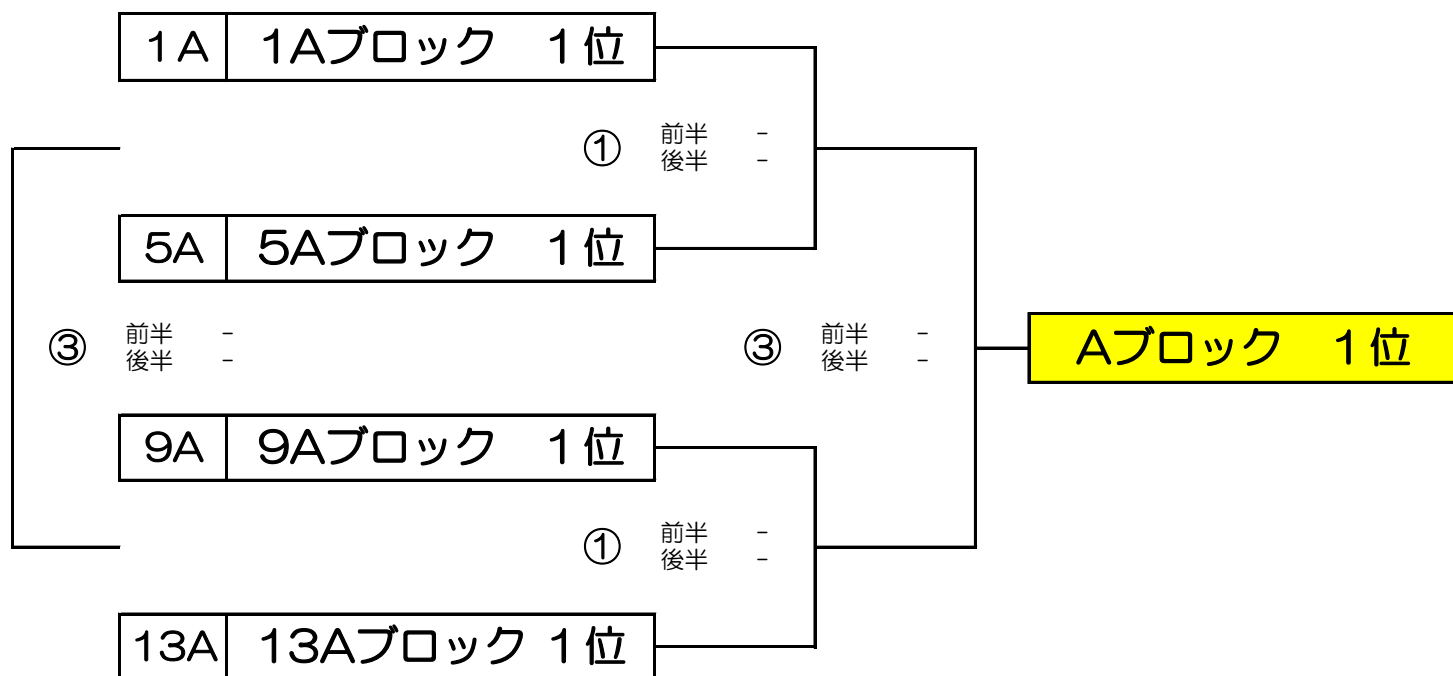 1A 1Aブロック　1位
① 前半 -
後半 -
5A 5Aブロック　1位
③ 前半 -
後半 -
③ 前半 -
後半 -
Aブロック　1位
9A 9Aブロック　1位
① 前半 -
後半 -
13A 13Aブロック 1位